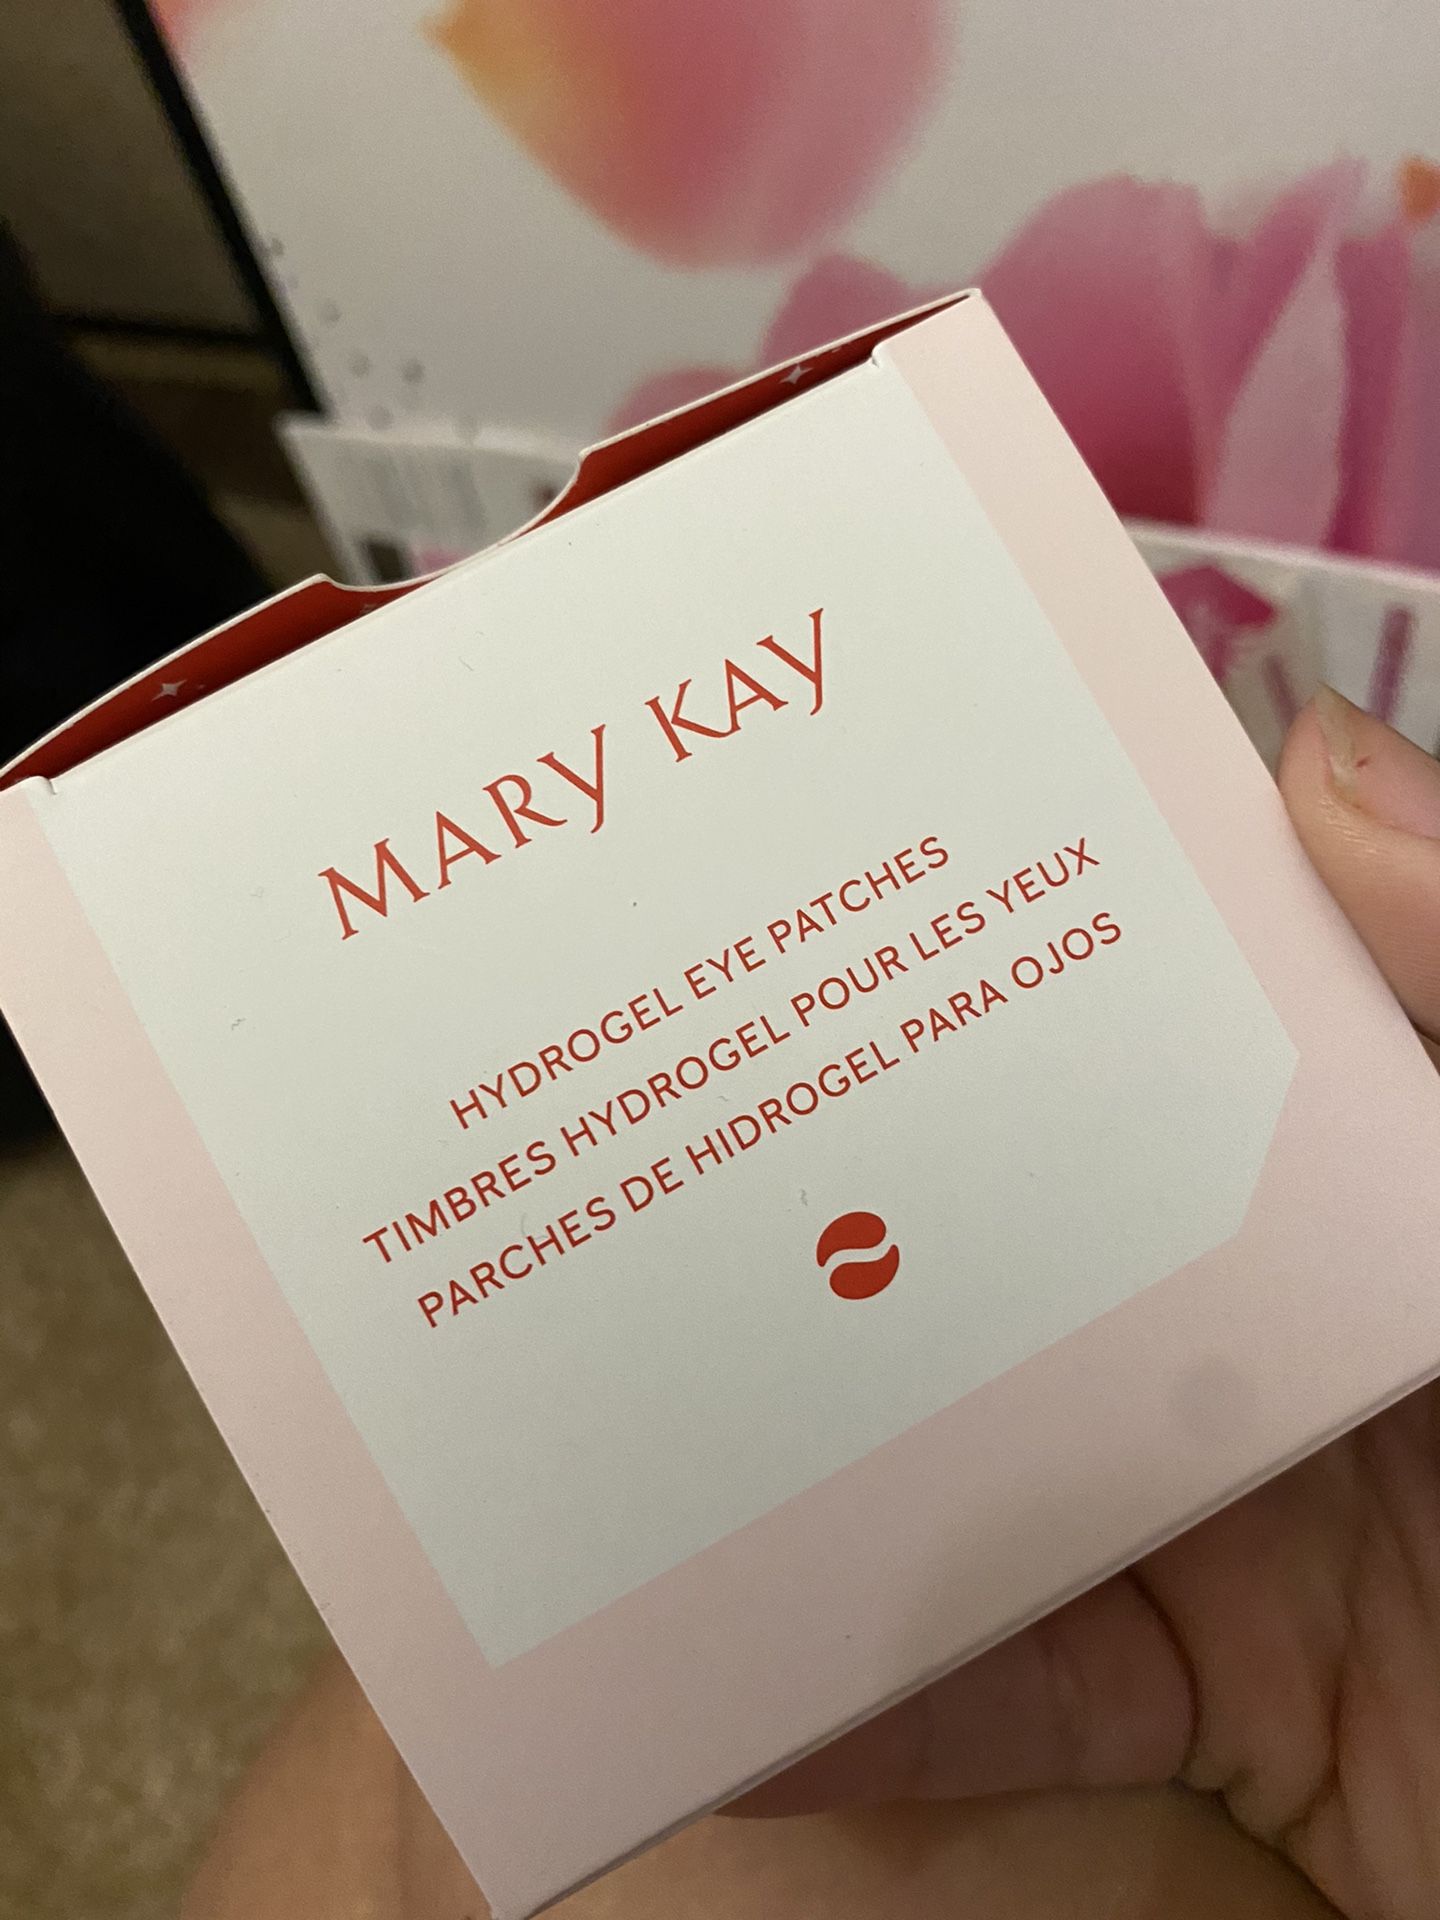 MARY KAY
HYDROGEL EYE PATCHES
TIMBRES HYDROGEL POUR LES YEUX
PARCHES DE HIDROGEL PARA OJOS